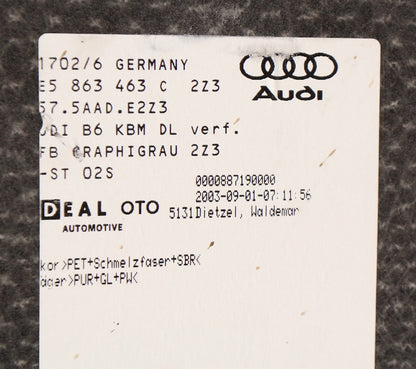 1702/6 GERMANY
E5 863 463 C 2Z3
57.5AAD.E2Z3
Audi
UDI B6 KBM DL verf.
FB GRAPHIGRAU 2Z3
-ST 02S
0000887190000
2003-09-01-07:11:56
5131Dietzel, Waldemar
DEAL OTO
AUTOMOTIVE
kor>PET+Schmelzfaser+SBR<
äger>PUR+GL+PW<